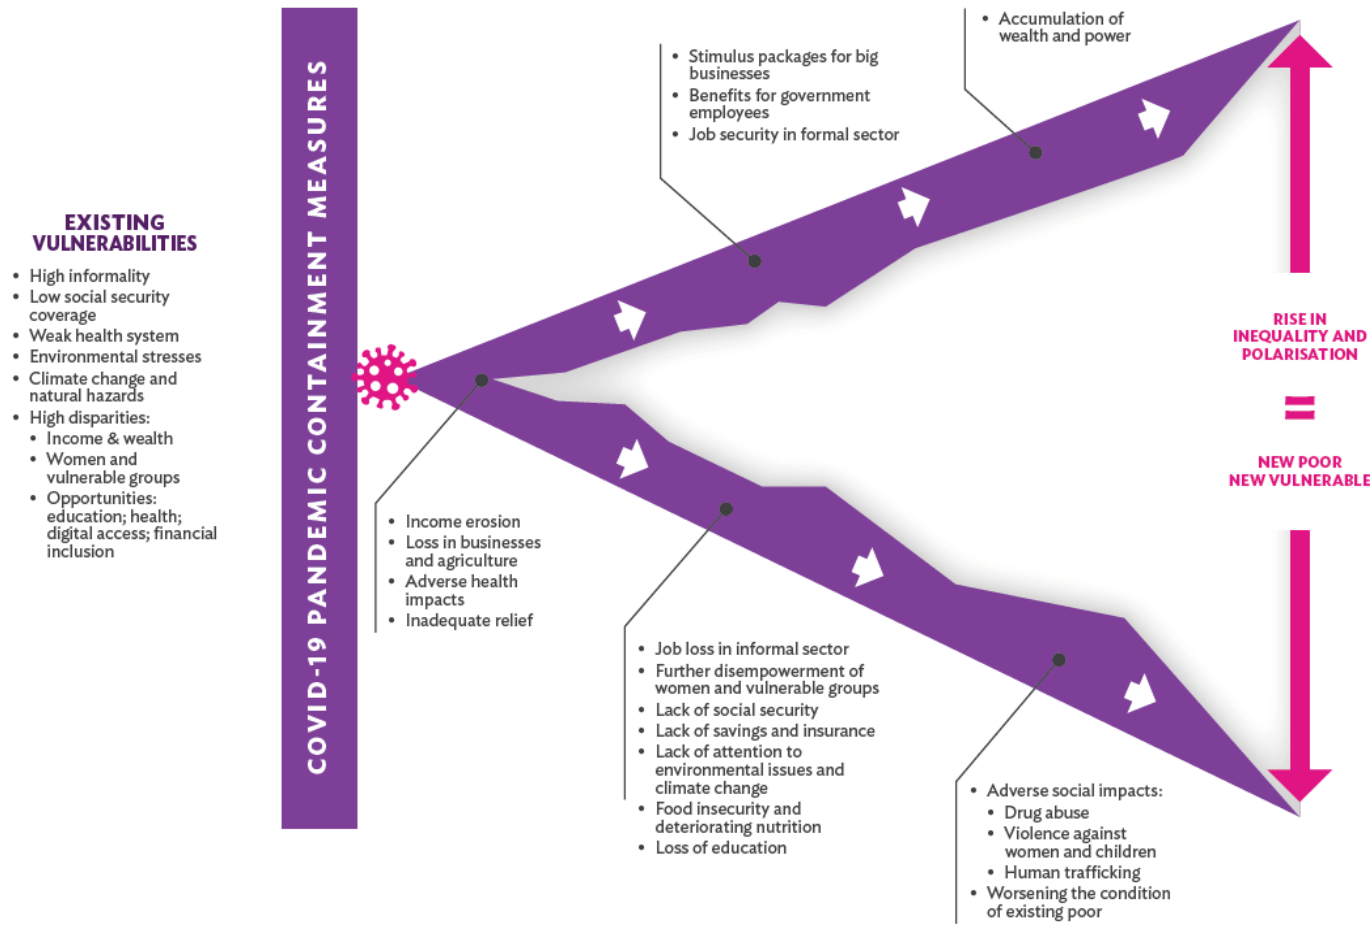 EXISTING
VULNERABILITIES
• High informality
• Low social security
coverage
• Weak health system
• Environmental stresses
• Climate change and
natural hazards
• High disparities:
• Income & wealth
• Women and
vulnerable groups
• Opportunities:
education; health;
digital access; financial
inclusion
COVID-19 PANDEMIC CONTAINMENT MEASURES
• Income erosion
• Loss in businesses
and agriculture
• Adverse health
impacts
• Inadequate relief
• Stimulus packages for big
businesses
• Benefits for government
employees
• Job security in formal sector
• Accumulation of
wealth and power
• Job loss in informal sector
• Further disempowerment of
women and vulnerable groups
• Lack of social security
• Lack of savings and insurance
• Lack of attention to
environmental issues and
climate change
• Food insecurity and
deteriorating nutrition
• Loss of education
• Adverse social impacts:
• Drug abuse
• Violence against
women and children
• Human trafficking
• Worsening the condition
of existing poor
RISE IN
INEQUALITY AND
POLARISATION
=
NEW POOR
NEW VULNERABLE